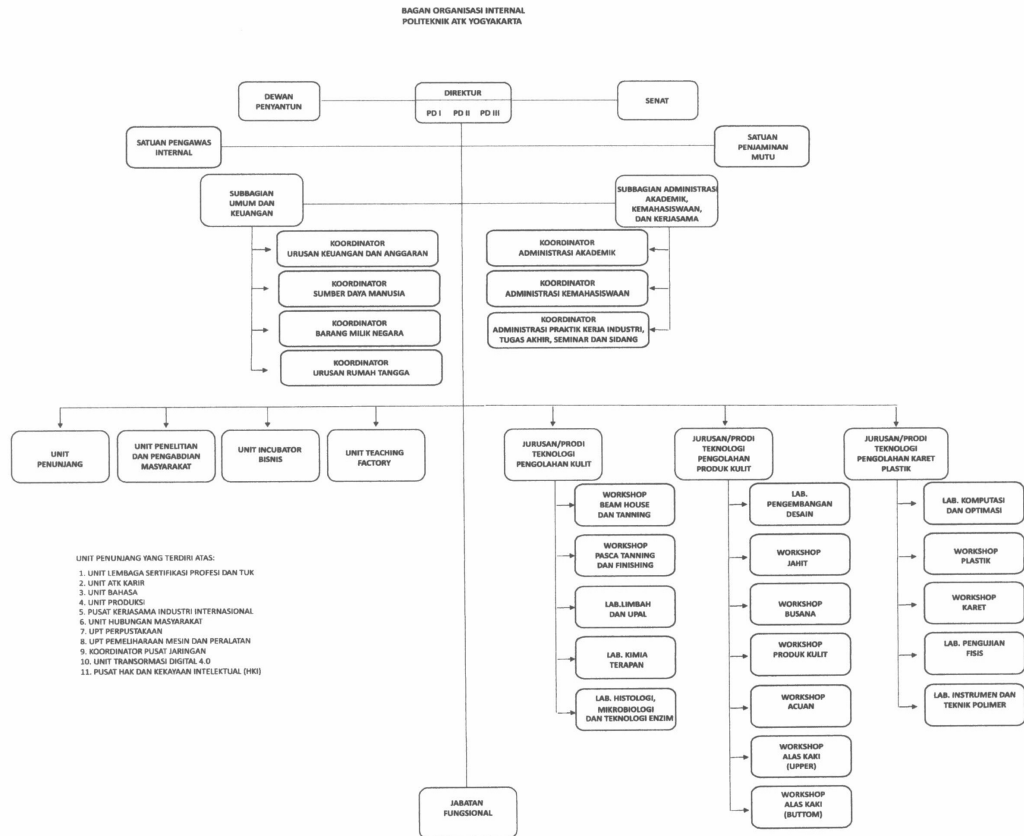 BAGAN ORGANISASI INTERNAL
POLITEKNIK ATK YOGYAKARTA
DEWAN
PENYANTUN
DIREKTUR
PD I PD II PD III
SENAT
SATUAN PENGAWAS
INTERNAL
SATUAN
PENJAMINAN
MUTU
SUBBAGIAN
UMUM DAN
KEUANGAN
SUBBAGIAN ADMINISTRASI
AKADEMIK,
KEMAHASISWAAN,
DAN KERJASAMA
KOORDINATOR
URUSAN KEUANGAN DAN ANGGARAN
KOORDINATOR
SUMBER DAYA MANUSIA
KOORDINATOR
BARANG MILIK NEGARA
KOORDINATOR
URUSAN RUMAH TANGGA
KOORDINATOR
ADMINISTRASI AKADEMIK
KOORDINATOR
ADMINISTRASI KEMAHASISWAAN
KOORDINATOR
ADMINISTRASI PRAKTIK KERJA INDUSTRI,
TUGAS AKHIR, SEMINAR DAN SIDANG
UNIT
PENUNJANG
UNIT PENELITIAN
DAN PENGABDIAN
MASYARAKAT
UNIT INCUBATOR
BISNIS
UNIT TEACHING
FACTORY
JURUSAN/PRODI
TEKNOLOGI
PENGOLAHAN KULIT
WORKSHOP
BEAM HOUSE
DAN TANNING
WORKSHOP
PASCA TANNING
DAN FINISHING
LAB.LIMBAH
DAN UPAL
LAB. KIMIA
TERAPAN
LAB. HISTOLOGI,
MIKROBIOLOGI
DAN TEKNOLOGI ENZIM
JURUSAN/PRODI
TEKNOLOGI
PENGOLAHAN
PRODUK KULIT
LAB.
PENGEMBANGAN
DESAIN
WORKSHOP
JAHIT
WORKSHOP
BUSANA
WORKSHOP
PRODUK KULIT
WORKSHOP
ACUAN
WORKSHOP
ALAS KAKI
(UPPER)
WORKSHOP
ALAS KAKI
(BUTTOM)
JURUSAN/PRODI
TEKNOLOGI
PENGOLAHAN KARET
PLASTIK
LAB. KOMPUTASI
DAN OPTIMASI
WORKSHOP
PLASTIK
WORKSHOP
KARET
LAB. PENGUJIAN
FISIS
LAB. INSTRUMEN DAN
TEKNIK POLIMER
UNIT PENUNJANG YANG TERDIRI ATAS:
1. UNIT LEMBAGA SERTIFIKASI PROFESI DAN TUK
2. UNIT ATK KARIR
3. UNIT BAHASA
4. UNIT PRODUKSI
5. PUSAT KERJASAMA INDUSTRI INTERNASIONAL
6. UNIT HUBUNGAN MASYARAKAT
7. UPT PERPUSTAKAAN
8. UPT PEMELIHARAAN MESIN DAN PERALATAN
9. KOORDINATOR PUSAT JARINGAN
10. UNIT TRANSORMASI DIGITAL 4.0
11. PUSAT HAK DAN KEKAYAAN INTELEKTUAL (HKI)
JABATAN
FUNGSIONAL